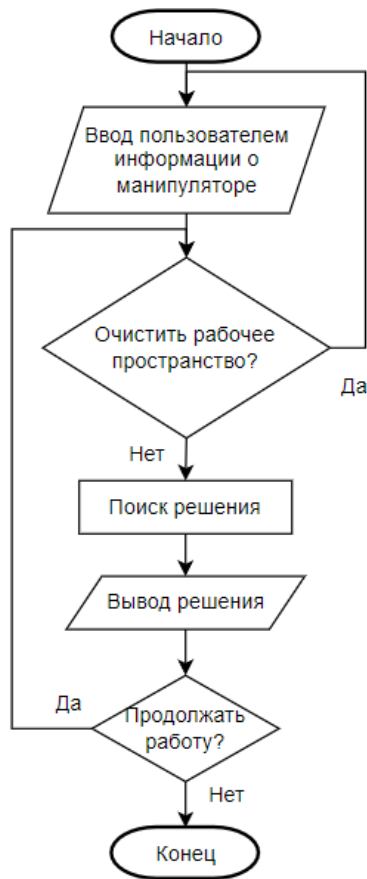 Начало
Ввод пользователем
информации о
манипуляторе
Очистить рабочее
пространство?
Да
Нет
Поиск решения
Вывод решения
Да
Продолжать
работу?
Нет
Конец